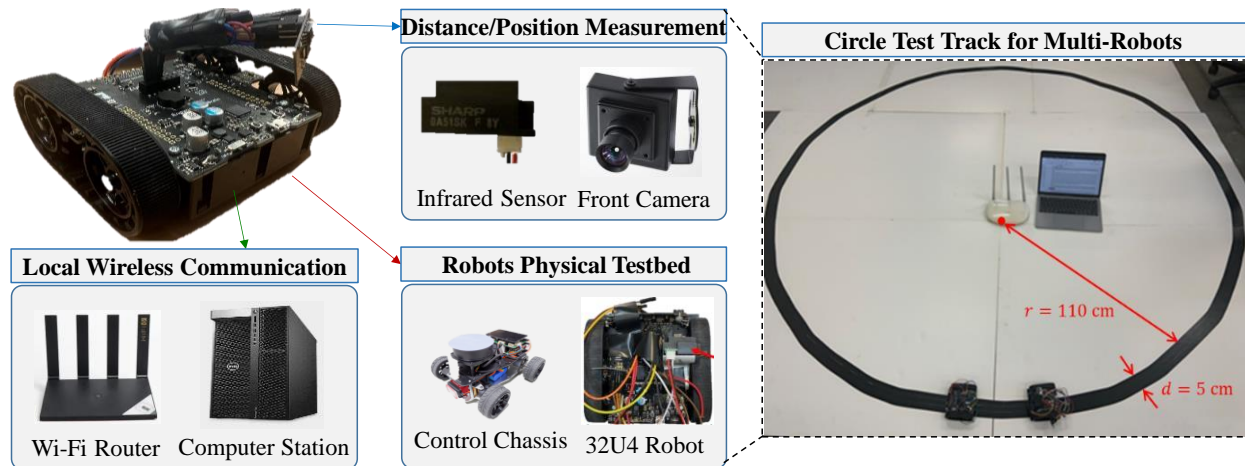 Distance/Position Measurement
SHARP
Infrared Sensor
Front Camera
Local Wireless Communication
DELL
Wi-Fi Router
Computer Station
Robots Physical Testbed
Control Chassis
32U4 Robot
Circle Test Track for Multi-Robots
r = 110 cm
d = 5 cm